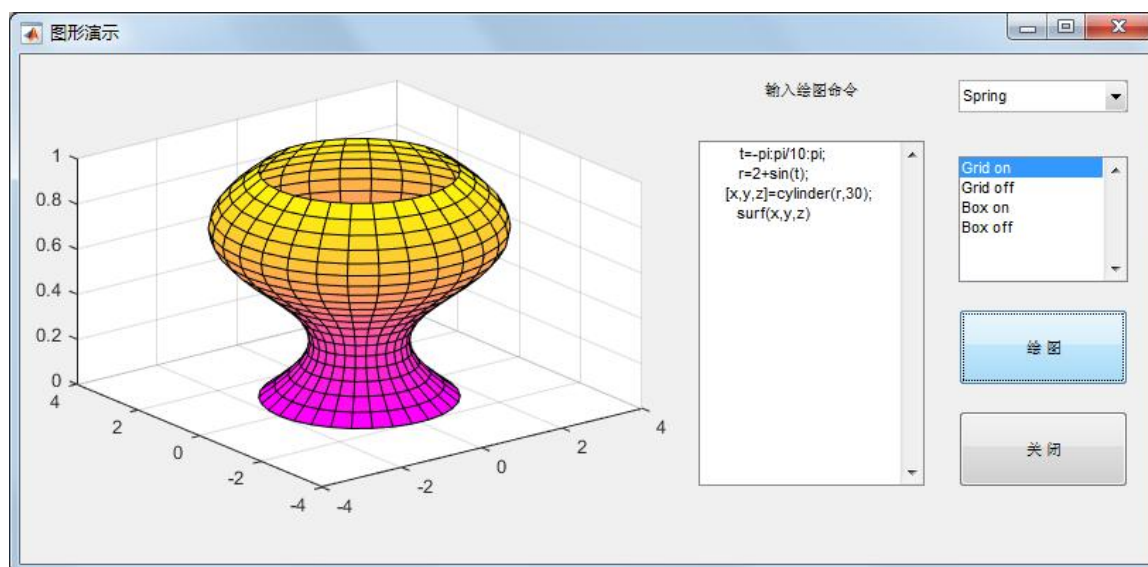 图形演示
输入绘图命令
Spring
t=-pi:pi/10:pi;
r=2+sin(t);
[x,y,z]=cylinder(r,30);
surf(x,y,z)
Grid on
Grid off
Box on
Box off
绘 图
关 闭
1
0.8
0.6
0.4
0.2
0
4
2
0
-2
-4
-4
-2
0
2
4